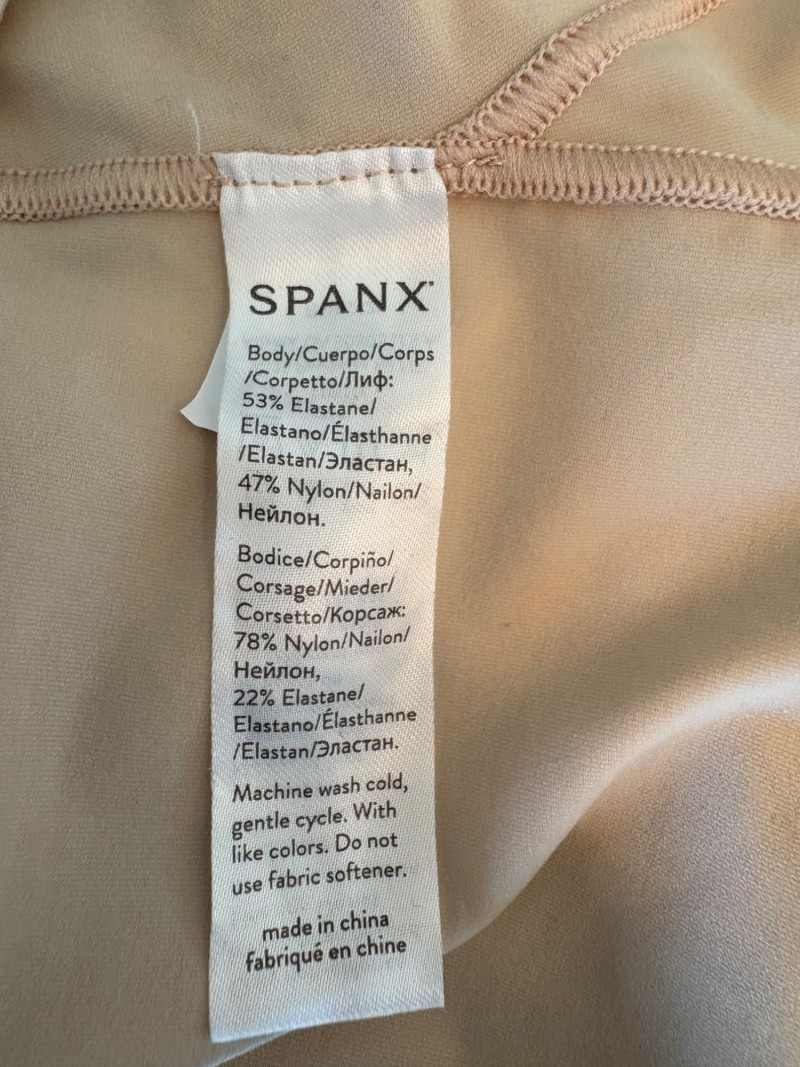 SPANX®
Body/Cuerpo/Corps
/Corpetto/Лиф:
53% Elastane/
Elastano/Élasthanne
/Elastan/Эластан,
47% Nylon/Nailon/
Нейлон.
Bodice/Corpiño/
Corsage/Mieder/
Corsetto/Корсаж:
78% Nylon/Nailon/
Нейлон,
22% Elastane/
Elastano/Élasthanne
/Elastan/Эластан.
Machine wash cold,
gentle cycle. With
like colors. Do not
use fabric softener.
made in china
fabriqué en chine